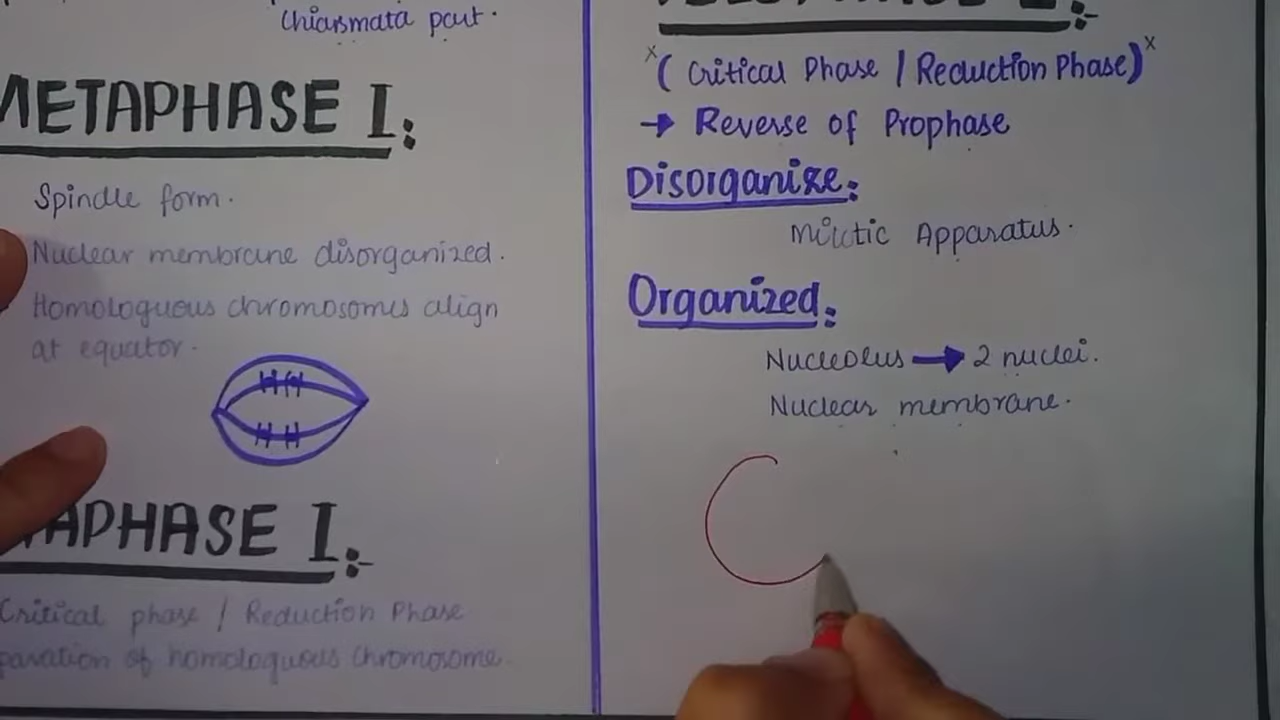 Chiasmata part.
METAPHASE I:
Spindle form.
Nuclear membrane disorganized.
Homologuous chromosomes align
at equator.
APHASE I:-
Critical phase / Reduction Phase
paration of homologuous chromosome.
x(Critical Phase / Reduction Phase)x
→ Reverse of Prophase
Disorganize:
Apparatus.
Organized:
Nucleolus → 2 nuclei.
Nuclear membrane.